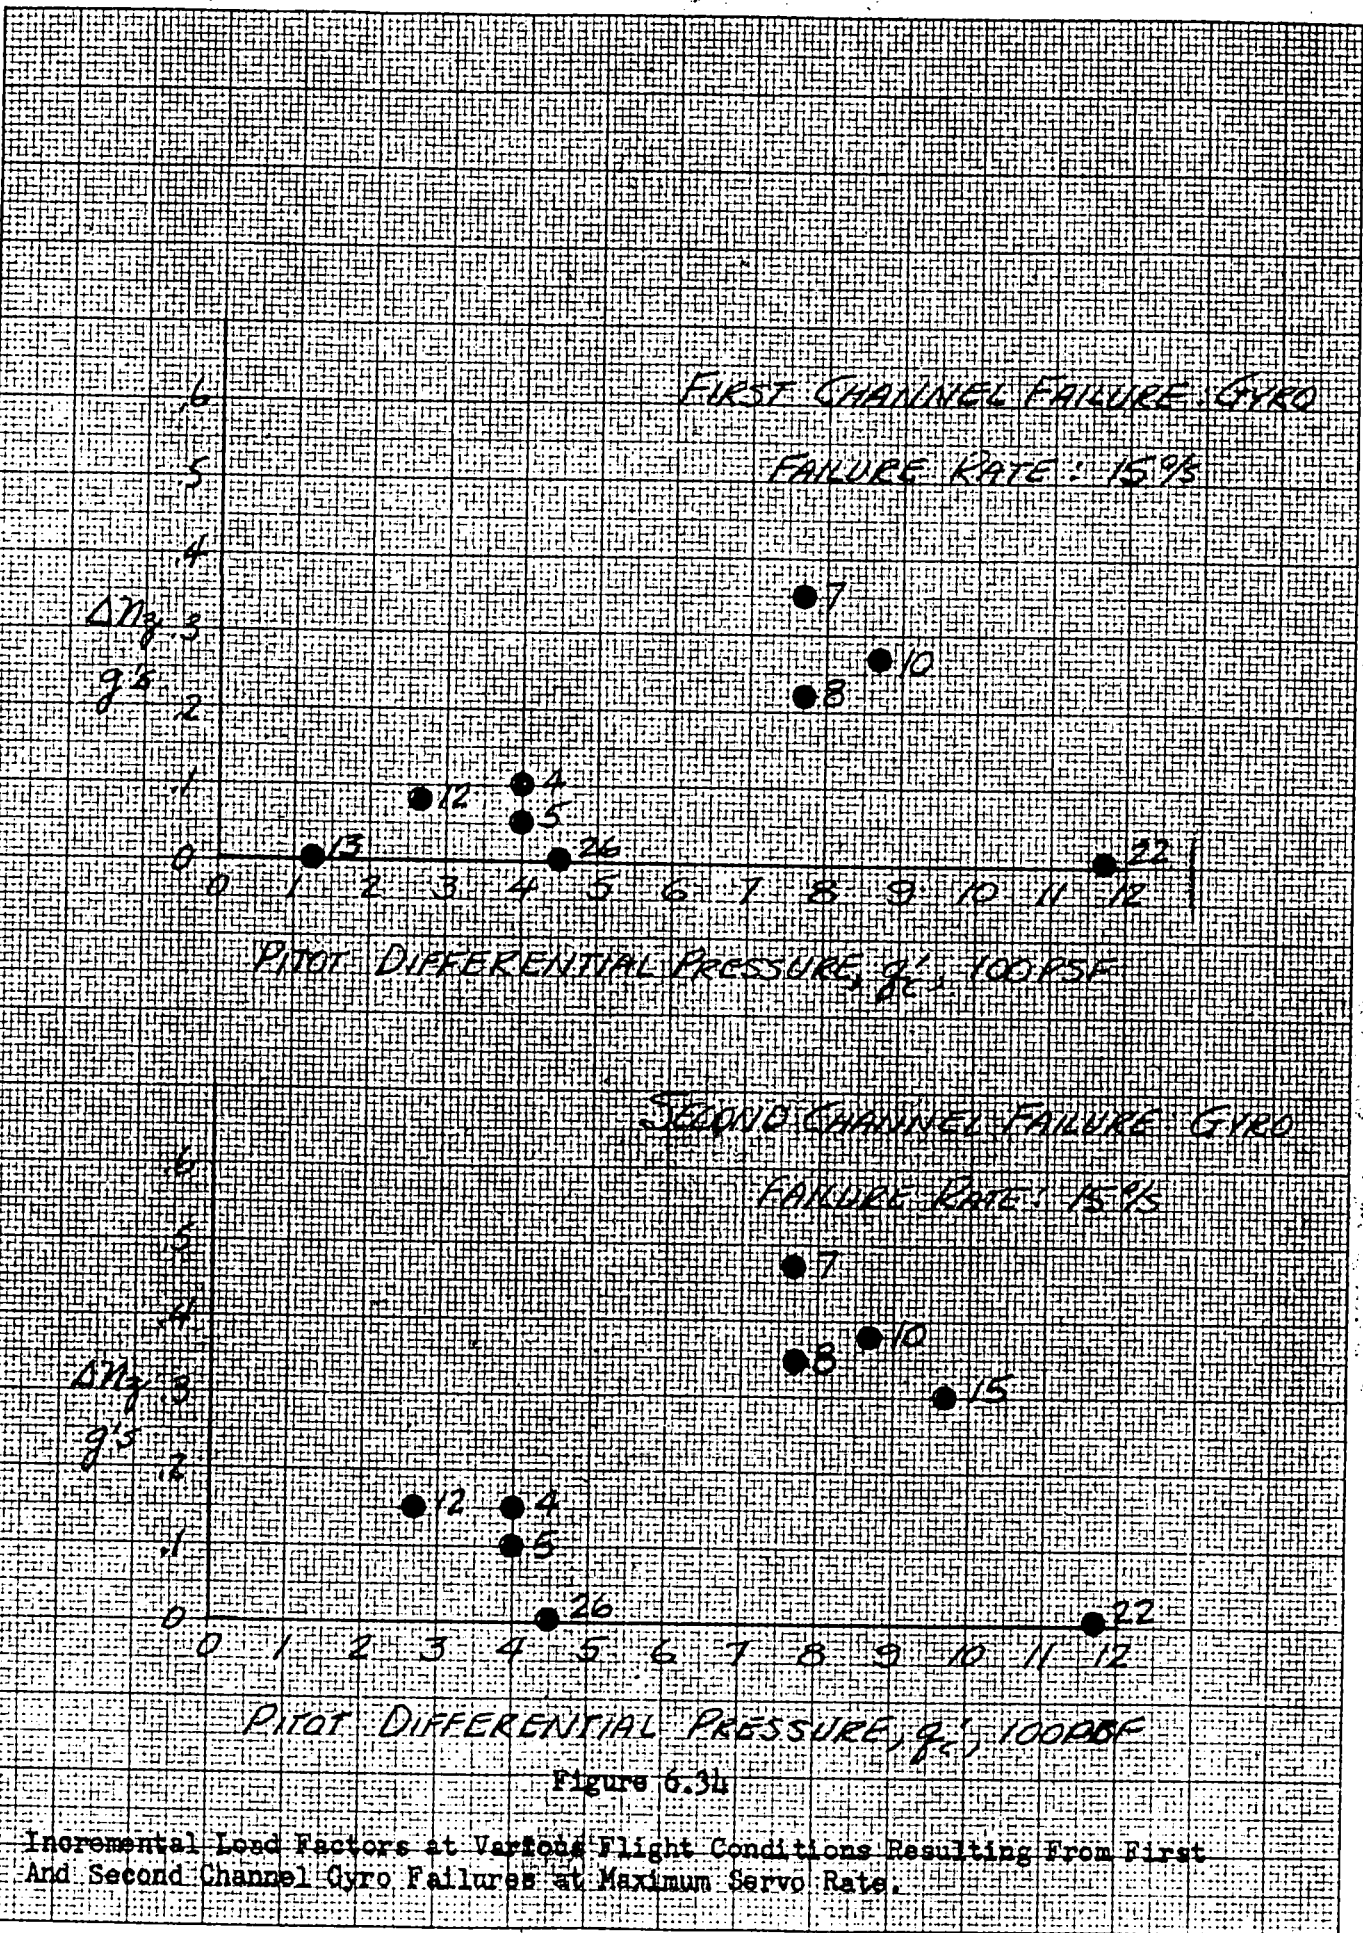 FIRST CHANNEL FAILURE: GYRO
FAILURE RATE: 15°/s
.6
.5
.4
Δnz .3
g's
.2
.1
0
7
10
8
4
12
5
13
26
22
0 1 2 3 4 5 6 7 8 9 10 11 12
PITOT DIFFERENTIAL PRESSURE, qc', 100 PSF
SECOND CHANNEL FAILURE: GYRO
FAILURE RATE: 15°/s
.6
.5
.4
Δnz .3
g's
.2
.1
0
7
10
8
15
12
4
5
26
22
0 1 2 3 4 5 6 7 8 9 10 11 12
PITOT DIFFERENTIAL PRESSURE, qc', 100 PSF
Figure 6.34
Incremental Load Factors at Various Flight Conditions Resulting From First
And Second Channel Gyro Failures at Maximum Servo Rate.